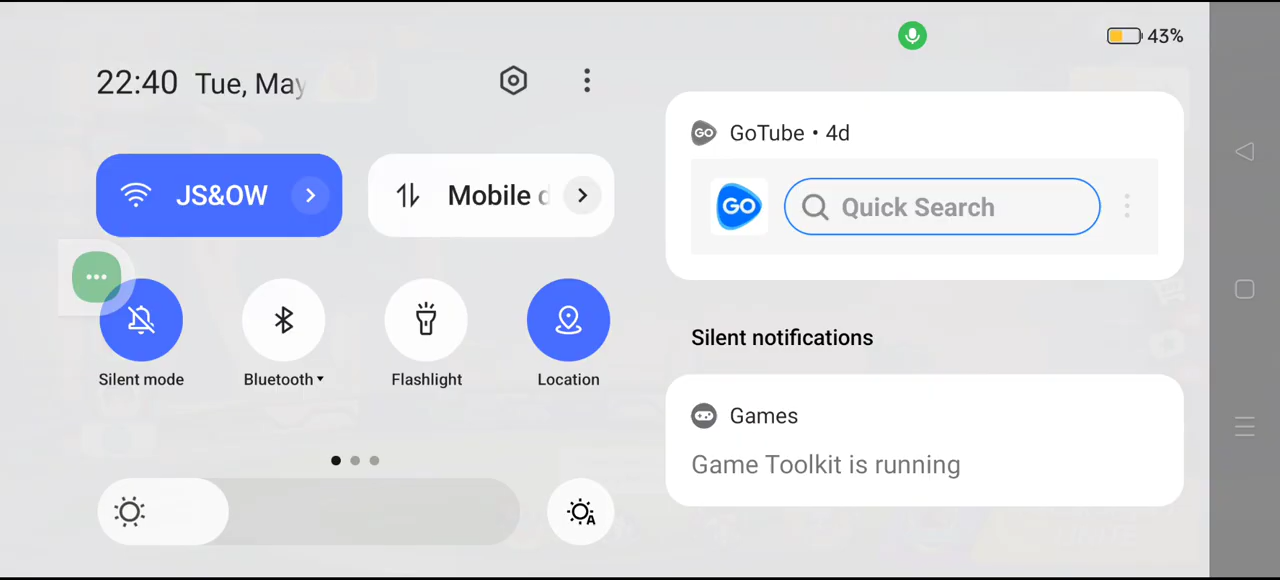 43%
22:40 Tue, May
JS&OW
Mobile d
Silent mode
Bluetooth
Flashlight
Location
A
GO GoTube • 4d
GO Quick Search
Silent notifications
Games
Game Toolkit is running